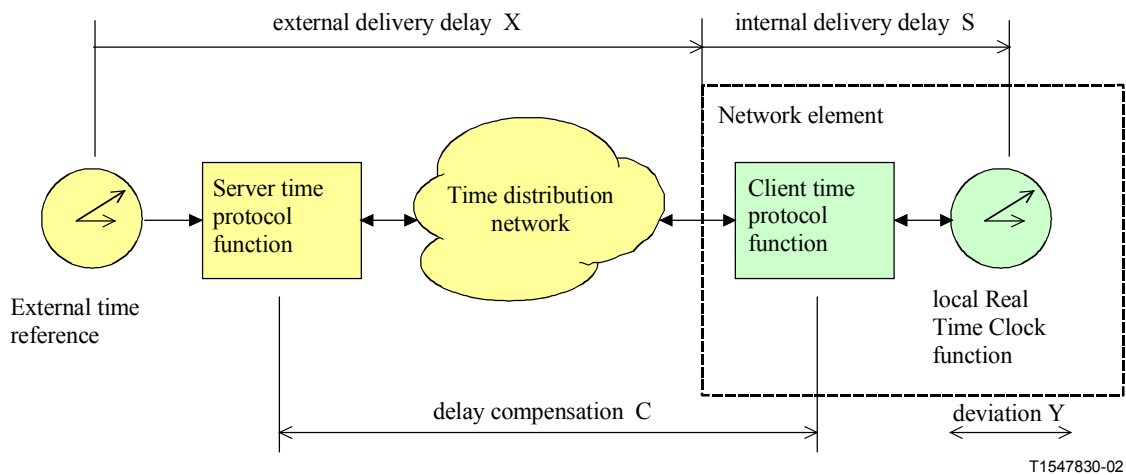 external delivery delay X
internal delivery delay S
Network element
Server time
protocol
function
Time distribution
network
Client time
protocol
function
External time
reference
local Real
Time Clock
function
delay compensation C
deviation Y
T1547830-02